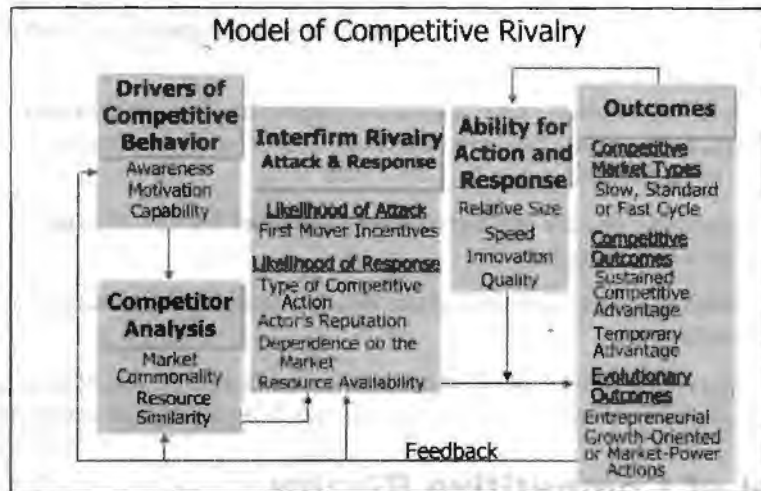 Model of Competitive Rivalry
Drivers of
Competitive
Behavior
Awareness
Motivation
Capability
Competitor
Analysis
Market
Commonality
Resource
Similarity
Interfirm Rivalry
Attack & Response
Likelihood of Attack
First Mover Incentives
Likelihood of Response
Type of Competitive
Action
Actor's Reputation
Dependence on the
Market
Resource Availability
Ability for
Action and
Response
Relative Size
Speed
Innovation
Quality
Outcomes
Competitive
Market Types
Slow, Standard
or Fast Cycle
Competitive
Outcomes
Sustained
Competitive
Advantage
Temporary
Advantage
Evolutionary
Outcomes
Entrepreneurial
Growth-Oriented
or Market-Power
Actions
Feedback